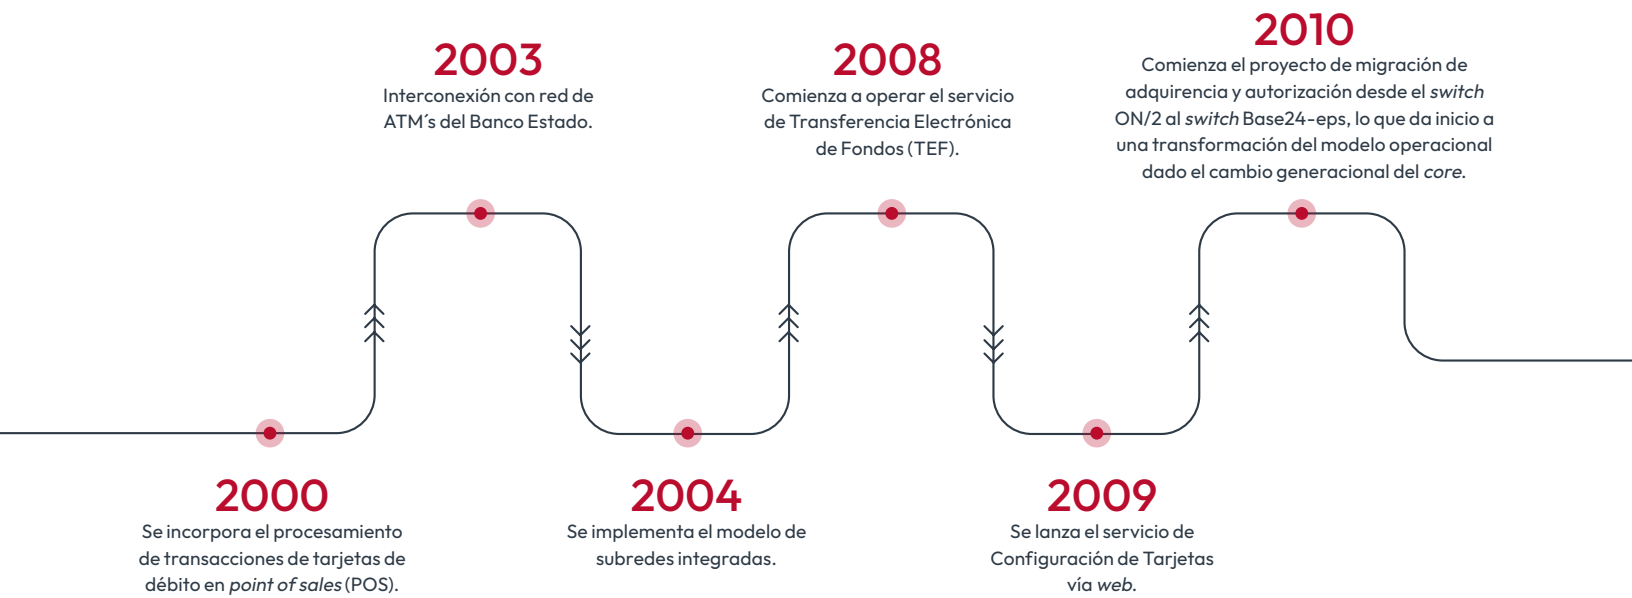 2000
Se incorpora el procesamiento
de transacciones de tarjetas de
débito en point of sales (POS).
2003
Interconexión con red de
ATM´s del Banco Estado.
2004
Se implementa el modelo de
subredes integradas.
2008
Comienza a operar el servicio
de Transferencia Electrónica
de Fondos (TEF).
2009
Se lanza el servicio de
Configuración de Tarjetas
vía web.
2010
Comienza el proyecto de migración de
adquirencia y autorización desde el switch
ON/2 al switch Base24-eps, lo que da inicio a
una transformación del modelo operacional
dado el cambio generacional del core.